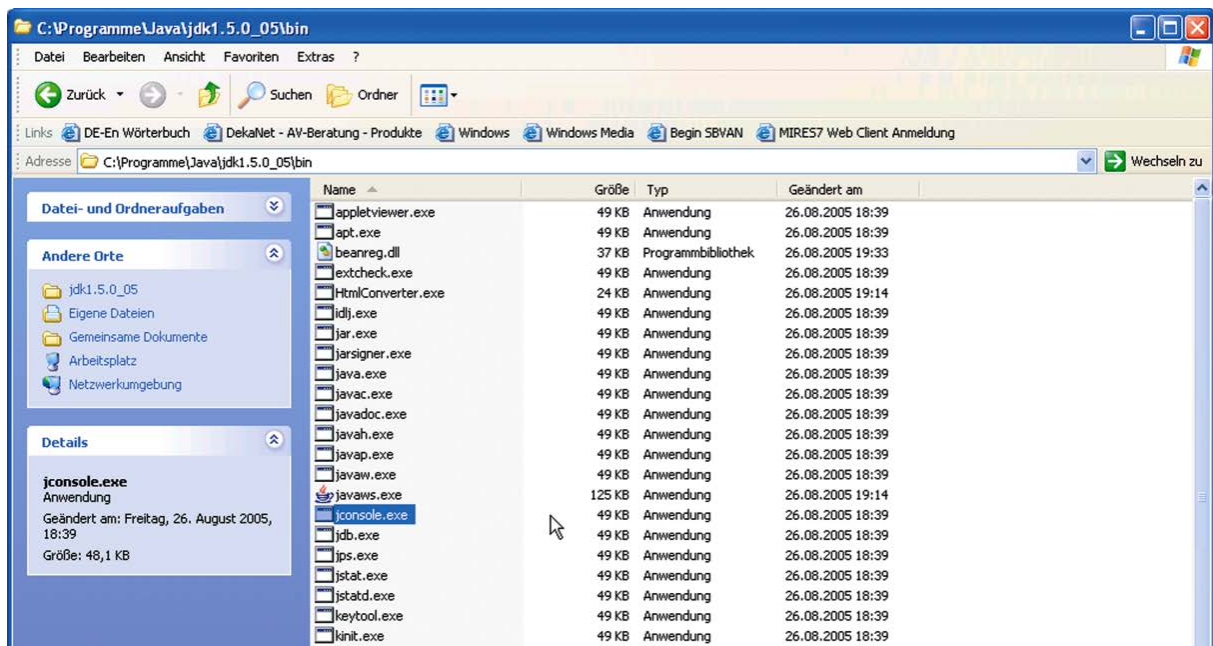 C:\Programme\Java\jdk1.5.0_05\bin
Datei Bearbeiten Ansicht Favoriten Extras ?
Zurück Suchen Ordner
Links DE-En Wörterbuch DekaNet - AV-Beratung - Produkte Windows Windows Media Begin SBVAN MIRES7 Web Client Anmeldung
Adresse C:\Programme\Java\jdk1.5.0_05\bin Wechseln zu
Datei- und Ordneraufgaben
Andere Orte
jdk1.5.0_05
Eigene Dateien
Gemeinsame Dokumente
Arbeitsplatz
Netzwerkumgebung
Details
jconsole.exe
Anwendung
Geändert am: Freitag, 26. August 2005,
18:39
Größe: 48,1 KB
Name Größe Typ Geändert am
appletviewer.exe 49 KB Anwendung 26.08.2005 18:39
apt.exe 49 KB Anwendung 26.08.2005 18:39
beanreg.dll 37 KB Programmbibliothek 26.08.2005 19:33
extcheck.exe 49 KB Anwendung 26.08.2005 18:39
HtmlConverter.exe 24 KB Anwendung 26.08.2005 19:14
idlj.exe 49 KB Anwendung 26.08.2005 18:39
jar.exe 49 KB Anwendung 26.08.2005 18:39
jarsigner.exe 49 KB Anwendung 26.08.2005 18:39
java.exe 49 KB Anwendung 26.08.2005 18:39
javac.exe 49 KB Anwendung 26.08.2005 18:39
javadoc.exe 49 KB Anwendung 26.08.2005 18:39
javah.exe 49 KB Anwendung 26.08.2005 18:39
javap.exe 49 KB Anwendung 26.08.2005 18:39
javaw.exe 49 KB Anwendung 26.08.2005 18:39
javaws.exe 125 KB Anwendung 26.08.2005 19:14
jconsole.exe 49 KB Anwendung 26.08.2005 18:39
jdb.exe 49 KB Anwendung 26.08.2005 18:39
jps.exe 49 KB Anwendung 26.08.2005 18:39
jstat.exe 49 KB Anwendung 26.08.2005 18:39
jstatd.exe 49 KB Anwendung 26.08.2005 18:39
keytool.exe 49 KB Anwendung 26.08.2005 18:39
kinit.exe 49 KB Anwendung 26.08.2005 18:39